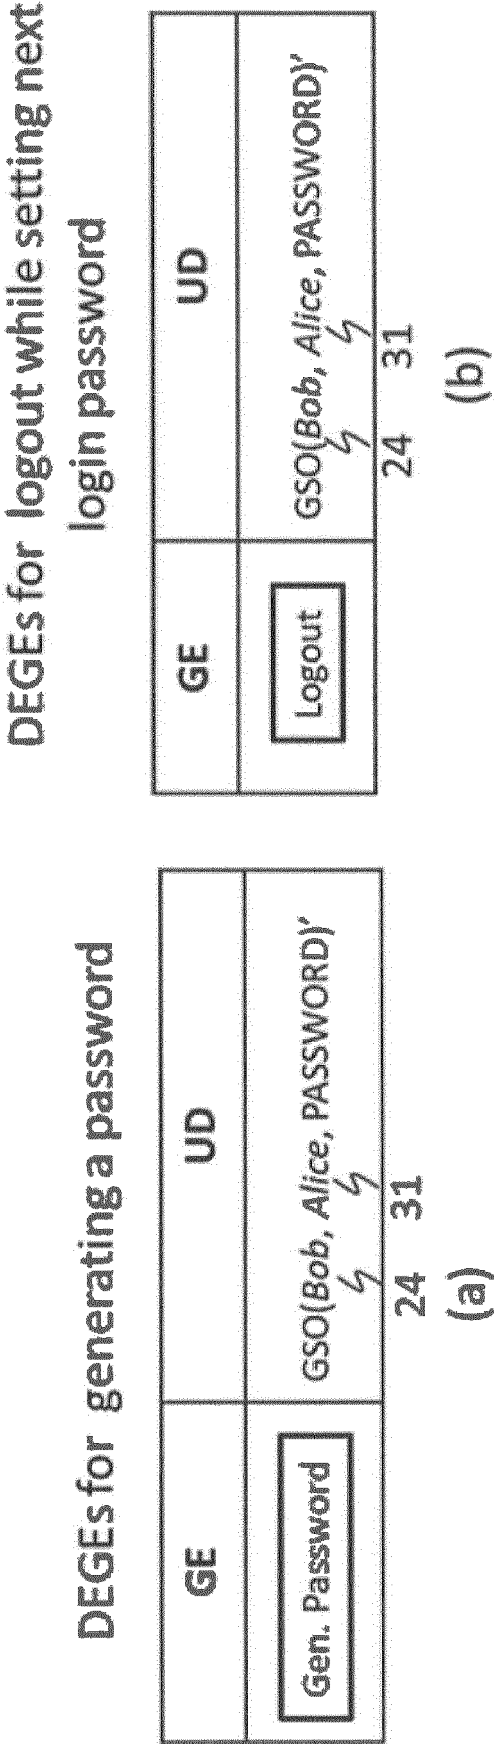 DEGEs for generating a password
GE UD
Gen. Password GSO(Bob, Alice, PASSWORD)′
24 31
(a)
DEGEs for logout while setting next
login password
GE UD
Logout GSO(Bob, Alice, PASSWORD)′
24 31
(b)